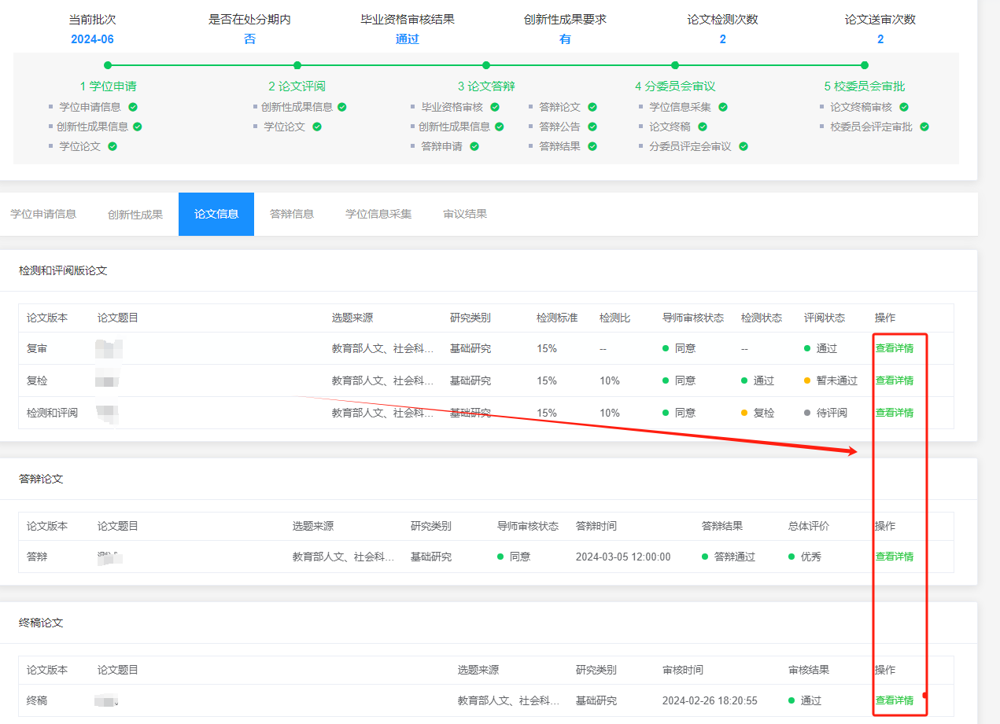 当前批次 是否在处分期内 毕业资格审核结果 创新性成果要求 论文检测次数 论文送审次数
2024-06 否 通过 有 2 2
1 学位申请 2 论文评阅 3 论文答辩 4 分委员会审议 5 校委员会审批
学位申请信息 创新性成果信息 毕业资格审核 答辩论文 学位信息采集 论文终稿审核
创新性成果信息 学位论文 创新性成果信息 答辩公告 论文终稿 校委员会评定审批
学位论文 答辩申请 答辩结果 分委员评定会审议
学位申请信息 创新性成果 论文信息 答辩信息 学位信息采集 审议结果
检测和评阅版论文
论文版本 论文题目 选题来源 研究类别 检测标准 检测比 导师审核状态 检测状态 评阅状态 操作
复审 教育部人文、社会科... 基础研究 15% -- 同意 -- 通过 查看详情
复检 教育部人文、社会科... 基础研究 15% 10% 同意 通过 暂未通过 查看详情
检测和评阅 教育部人文、社会科... 基础研究 15% 10% 同意 复检 待评阅 查看详情
答辩论文
论文版本 论文题目 选题来源 研究类别 导师审核状态 答辩时间 答辩结果 总体评价 操作
答辩 教育部人文、社会科... 基础研究 同意 2024-03-05 12:00:00 答辩通过 优秀 查看详情
终稿论文
论文版本 论文题目 选题来源 研究类别 审核时间 审核结果 操作
终稿 教育部人文、社会科... 基础研究 2024-02-26 18:20:55 通过 查看详情